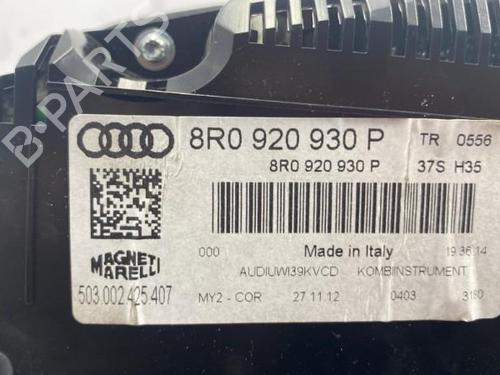 8R0 920 930 P TR 0556
8R0 920 930 P 37S H35
000 Made in Italy 19:36:14
MAGNETI MARELLI
AUDIUWI39KVCD KOMBIINSTRUMENT
503.002.425.407 MY2 - COR 27.11.12 0403 3180
B-PARTS